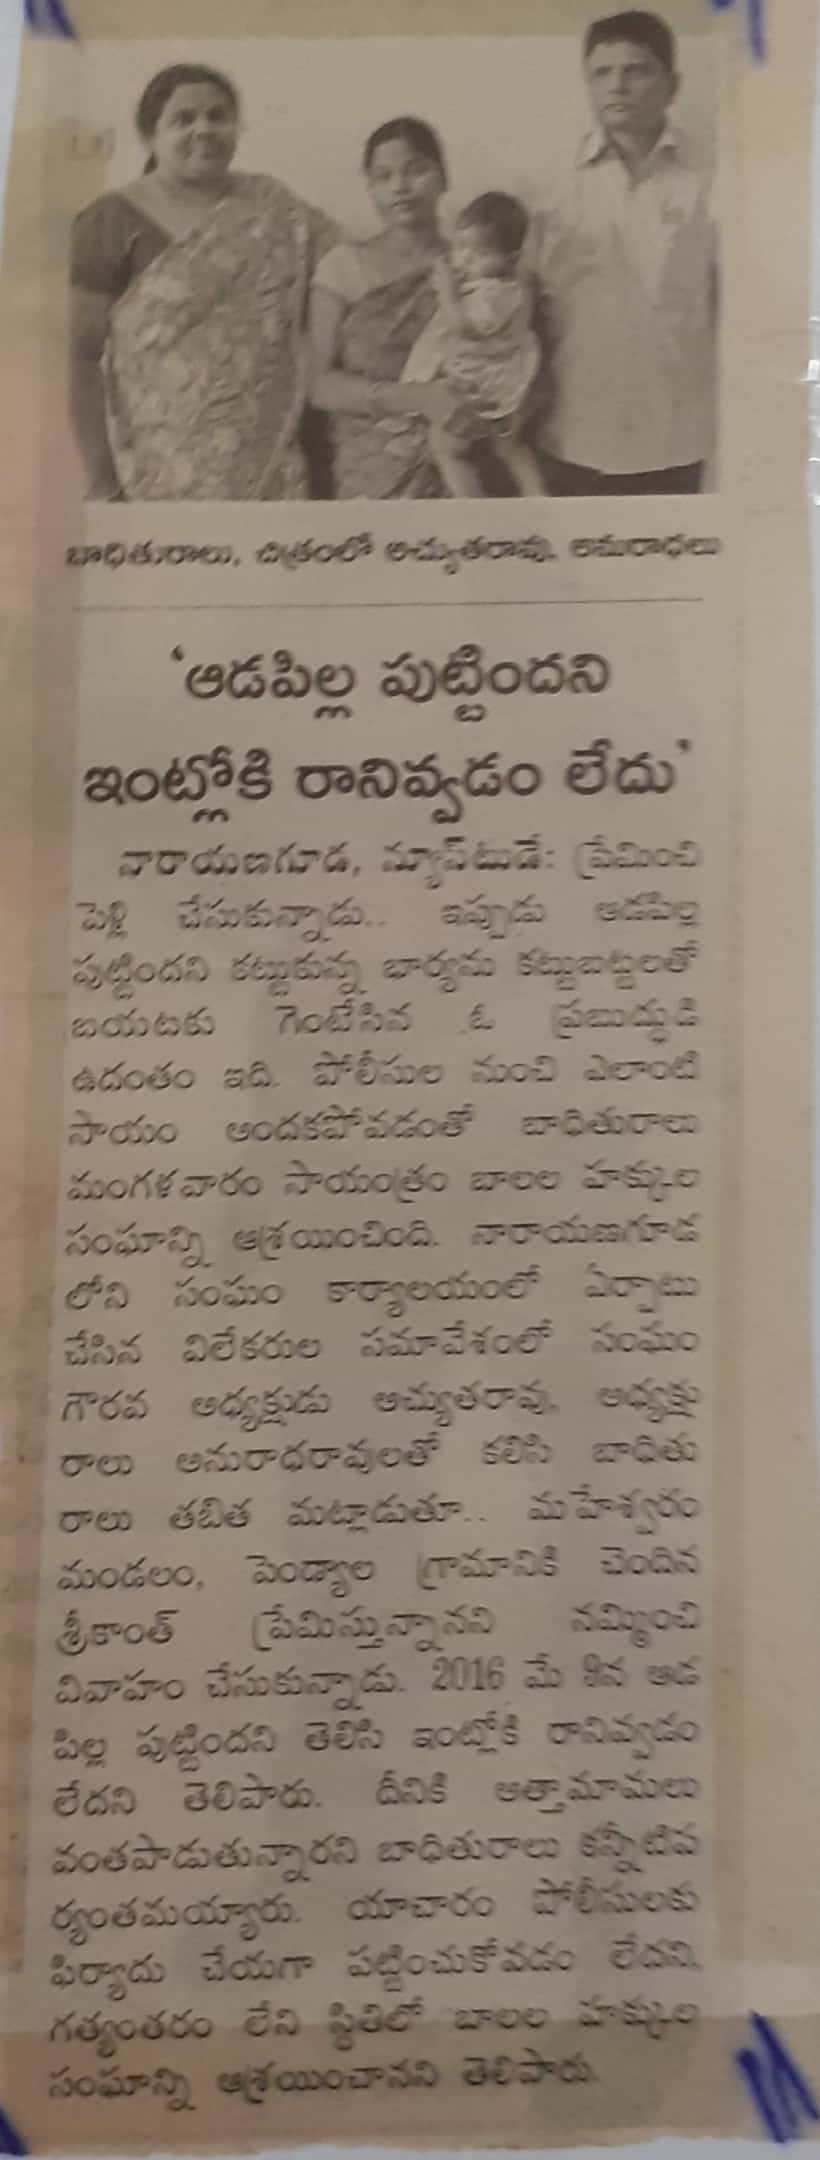 బాధితురాలు, చిత్రంలో అచ్యుతరావు, అనురాధలు
‘ఆడపిల్ల పుట్టిందని
ఇంట్లోకి రానివ్వడం లేదు’
నారాయణగూడ, న్యూస్‌టుడే: ప్రేమించి
పెళ్లి చేసుకున్నాడు.. ఇప్పుడు ఆడపిల్ల
పుట్టిందని కట్టుకున్న భార్యను కట్టుబట్టలతో
బయటకు గెంటేసిన ఓ ప్రబుద్ధుడి
ఉదంతం ఇది. పోలీసుల నుంచి ఎలాంటి
సాయం అందకపోవడంతో బాధితురాలు
మంగళవారం సాయంత్రం బాలల హక్కుల
సంఘాన్ని ఆశ్రయించింది. నారాయణగూడ
లోని సంఘం కార్యాలయంలో ఏర్పాటు
చేసిన విలేకరుల సమావేశంలో సంఘం
గౌరవ అధ్యక్షుడు అచ్యుతరావు, అధ్యక్షు
రాలు అనురాధరావులతో కలిసి బాధితు
రాలు తబిత మట్లాడుతూ.. మహేశ్వరం
మండలం, పెండ్యాల గ్రామానికి చెందిన
శ్రీకాంత్ ప్రేమిస్తున్నానని నమ్మించి
వివాహం చేసుకున్నాడు. 2016 మే 9న ఆడ
పిల్ల పుట్టిందని తెలిసి ఇంట్లోకి రానివ్వడం
లేదని తెలిపారు. దీనికి అత్తామామలు
వంతపాడుతున్నారని బాధితురాలు కన్నీటిప
ర్యంతమయ్యారు. యాచారం పోలీసులకు
ఫిర్యాదు చేయగా పట్టించుకోవడం లేదని,
గత్యంతరం లేని స్థితిలో బాలల హక్కుల
సంఘాన్ని ఆశ్రయించానని తెలిపారు.